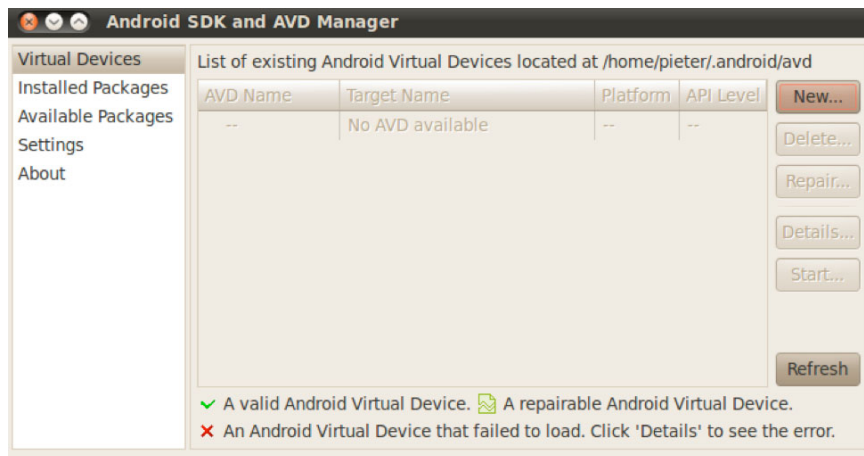 Android SDK and AVD Manager
Virtual Devices
Installed Packages
Available Packages
Settings
About
List of existing Android Virtual Devices located at /home/pieter/.android/avd
AVD Name Target Name Platform API Level
-- No AVD available -- --
New...
Delete...
Repair...
Details...
Start...
Refresh
A valid Android Virtual Device. A repairable Android Virtual Device.
An Android Virtual Device that failed to load. Click 'Details' to see the error.